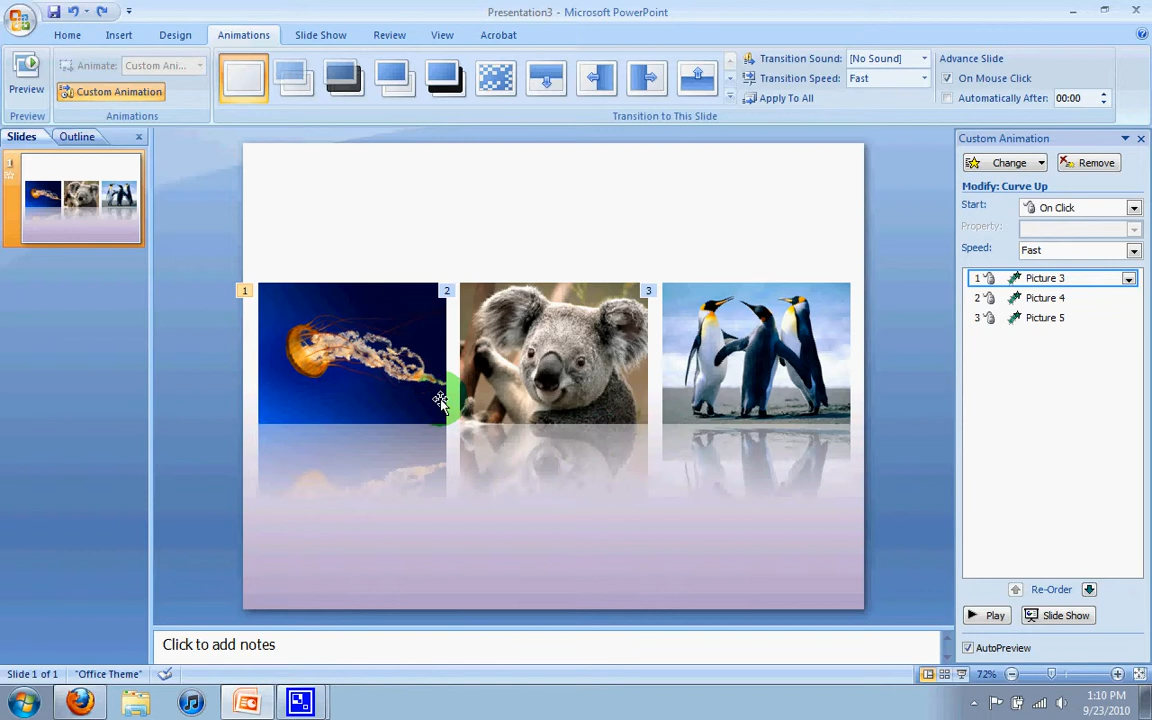 Presentation3 - Microsoft PowerPoint
Home Insert Design Animations Slide Show Review View Acrobat
Preview
Preview
Animate: Custom Ani...
Custom Animation
Animations
Transition Sound: [No Sound]
Transition Speed: Fast
Apply To All
Transition to This Slide
Advance Slide
On Mouse Click
Automatically After: 00:00
Slides Outline
1
1
2
3
Custom Animation
Change Remove
Modify: Curve Up
Start: On Click
Property:
Speed: Fast
1 Picture 3
2 Picture 4
3 Picture 5
Re-Order
Play Slide Show
AutoPreview
Click to add notes
Slide 1 of 1 "Office Theme" 72%
1:10 PM
9/23/2010